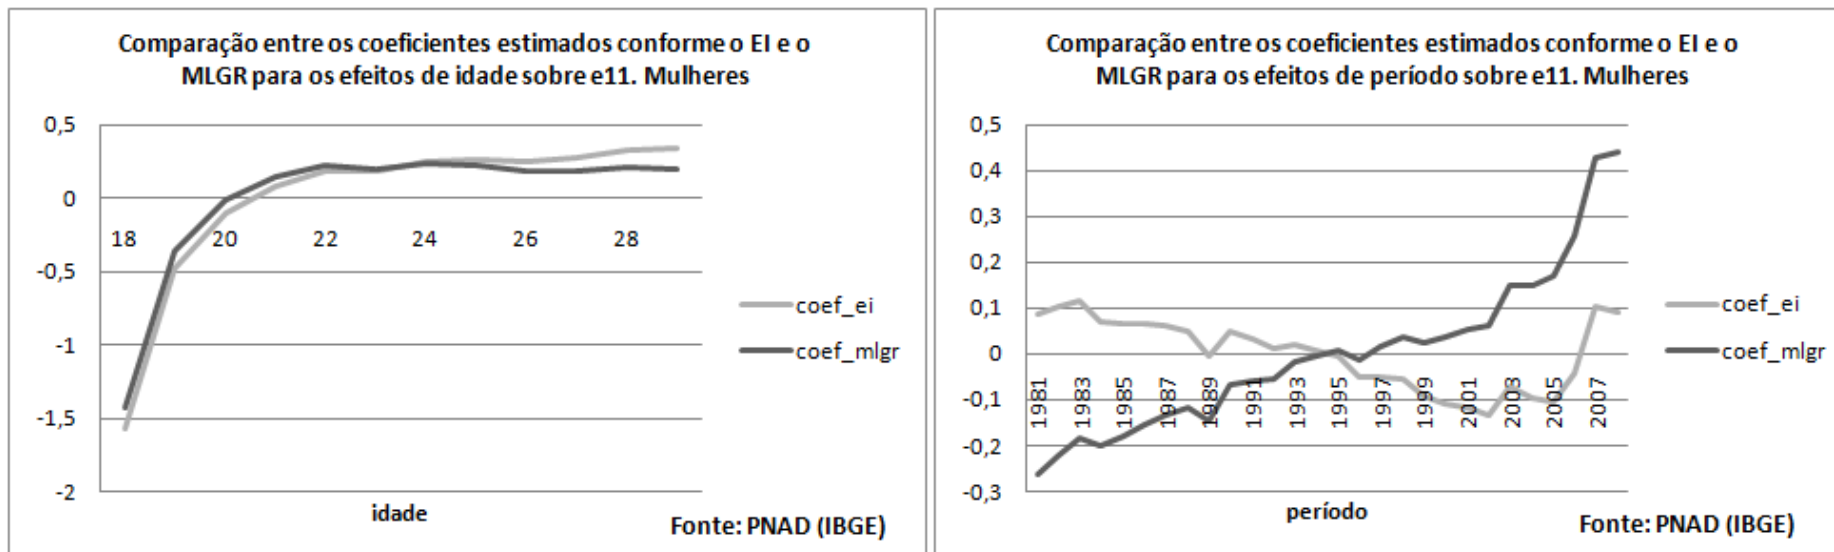 Comparação entre os coeficientes estimados conforme o EI e o
MLGR para os efeitos de idade sobre e11. Mulheres
0,5
0
18 20 22 24 26 28
-0,5
-1
-1,5
-2
coef_ei
coef_mlgr
idade
Fonte: PNAD (IBGE)
Comparação entre os coeficientes estimados conforme o EI e o
MLGR para os efeitos de período sobre e11. Mulheres
0,5
0,4
0,3
0,2
0,1
0
-0,1
-0,2
-0,3
1981
1983
1985
1987
1989
1991
1993
1995
1997
1999
2001
2003
2005
2007
coef_ei
coef_mlgr
período
Fonte: PNAD (IBGE)